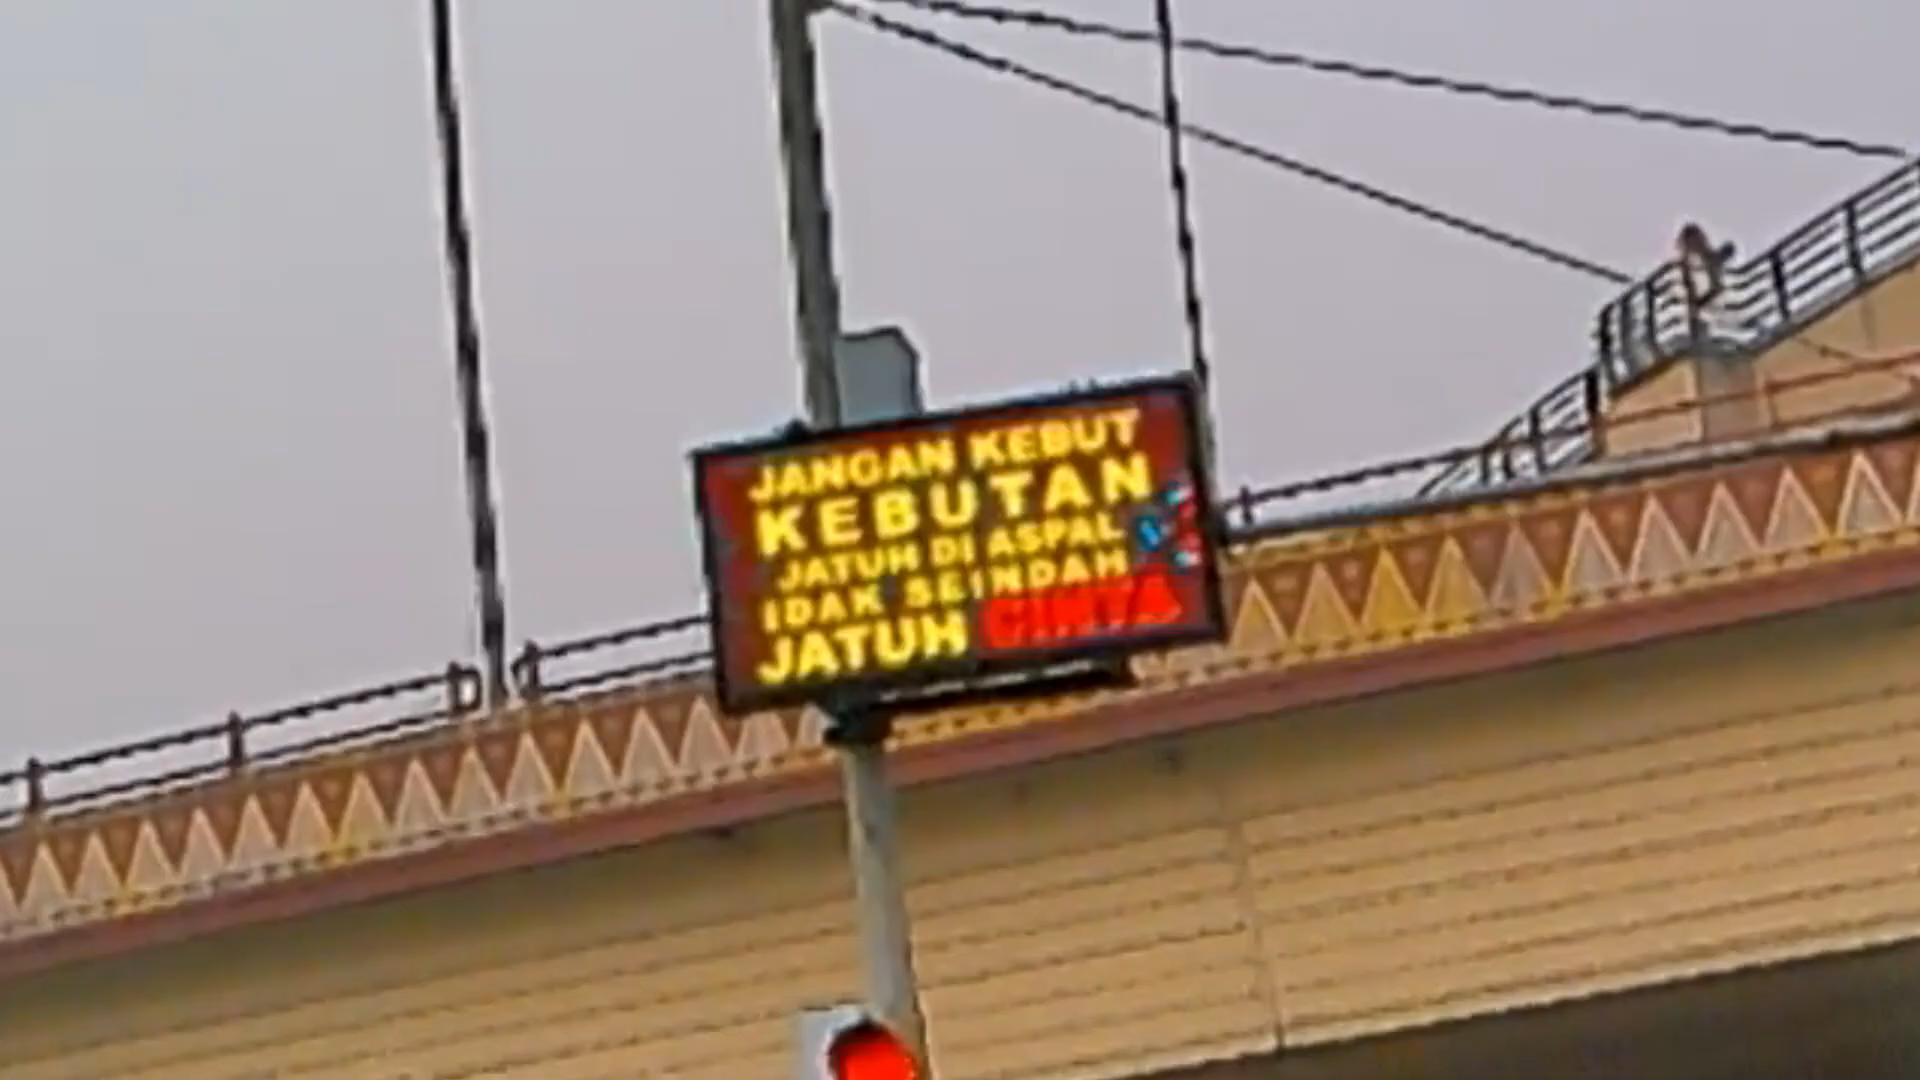 JANGAN KEBUT
KEBUTAN
JATUH DI ASPAL
IDAK SEINDAH
JATUH CINTA